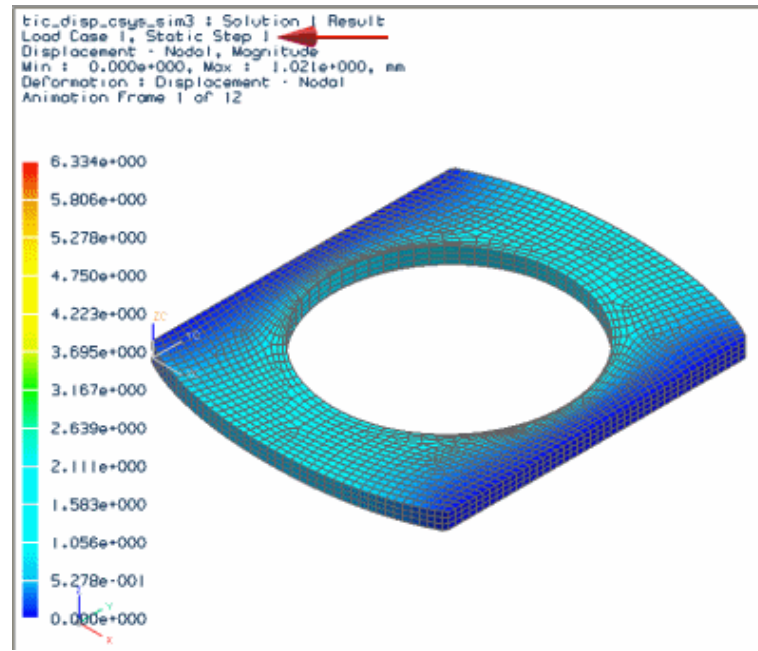 tic_disp_csys_sim3 : Solution 1 Result
Load Case 1, Static Step 1
Displacement - Nodal, Magnitude
Min : 0.000e+000, Max : 1.021e+000, mm
Deformation : Displacement - Nodal
Animation Frame 1 of 12
6.334e+000
5.806e+000
5.278e+000
4.750e+000
4.223e+000
3.695e+000
3.167e+000
2.639e+000
2.111e+000
1.583e+000
1.056e+000
5.278e-001
0.000e+000
ZC
YC
Y
X